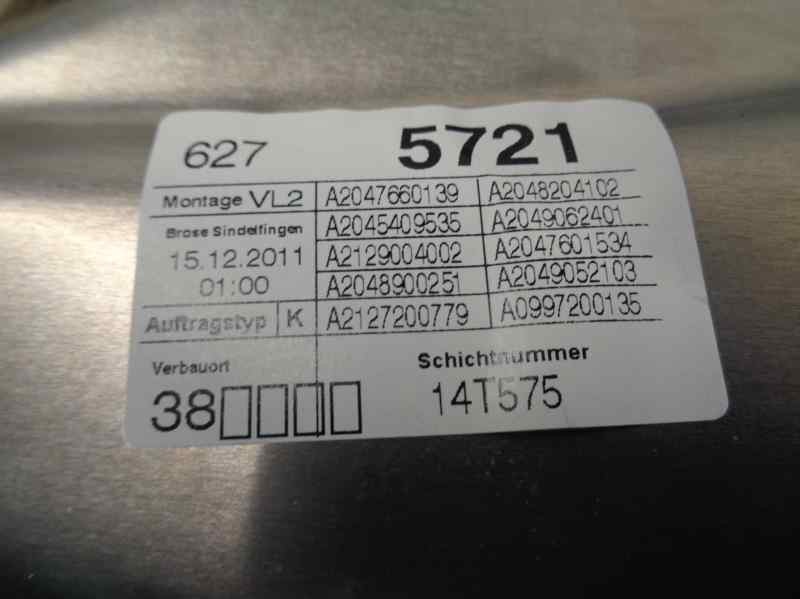 627 5721
Montage VL2 A2047660139 A2048204102
Brose Sindelfingen A2045409535 A2049062401
15.12.2011 A2129004002 A2047601534
01:00 A2048900251 A2049052103
Auftragstyp K A2127200779 A0997200135
Verbauort Schichtnummer
38 14T575